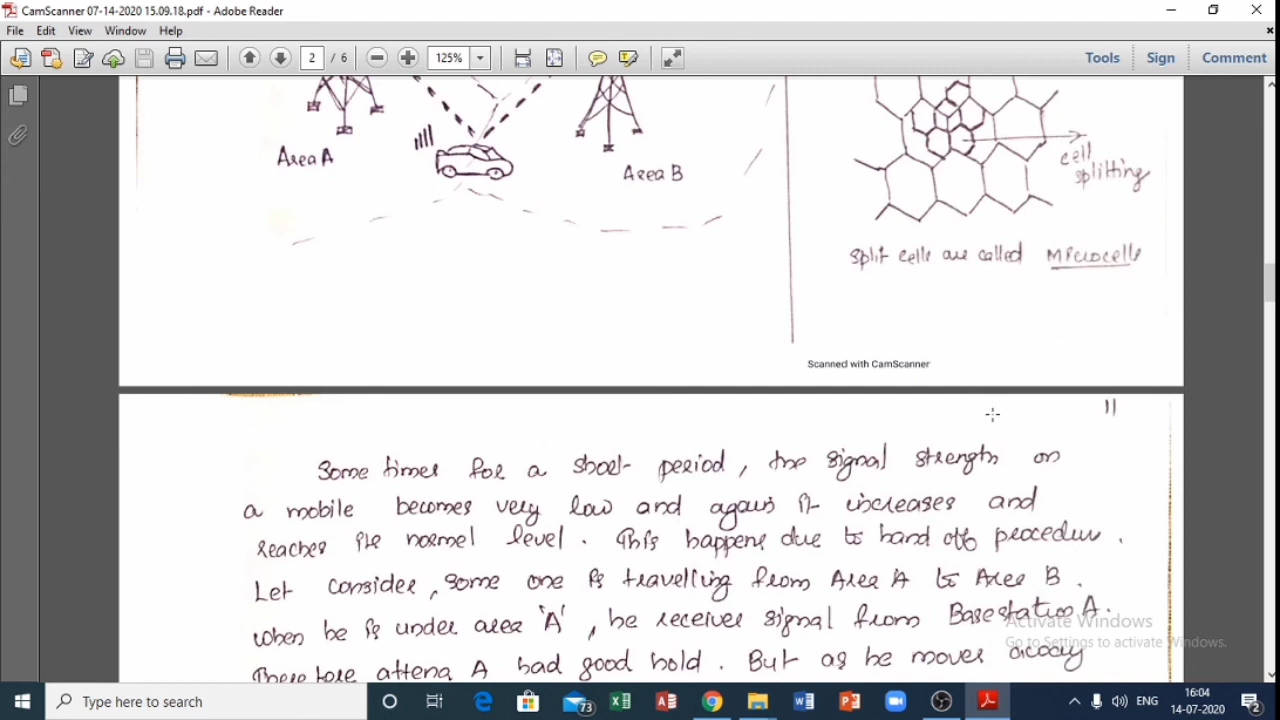 CamScanner 07-14-2020 15.09.18.pdf - Adobe Reader
File Edit View Window Help
2 / 6 125% Tools Sign Comment
Area A
Area B
cell
splitting
split cells are called Microcells
Scanned with CamScanner
11
Some times for a short period, the signal strength on
a mobile becomes very low and again it increases and
reaches its normal level. This happens due to hand off procedure.
Let consider, some one is travelling from Area A to Area B.
when he is under area 'A', he receives signal from Base station A.
Therefore attena A had good hold. But as he moves away
Activate Windows
Go to Settings to activate Windows.
Type here to search
73
ENG
16:04
14-07-2020
2